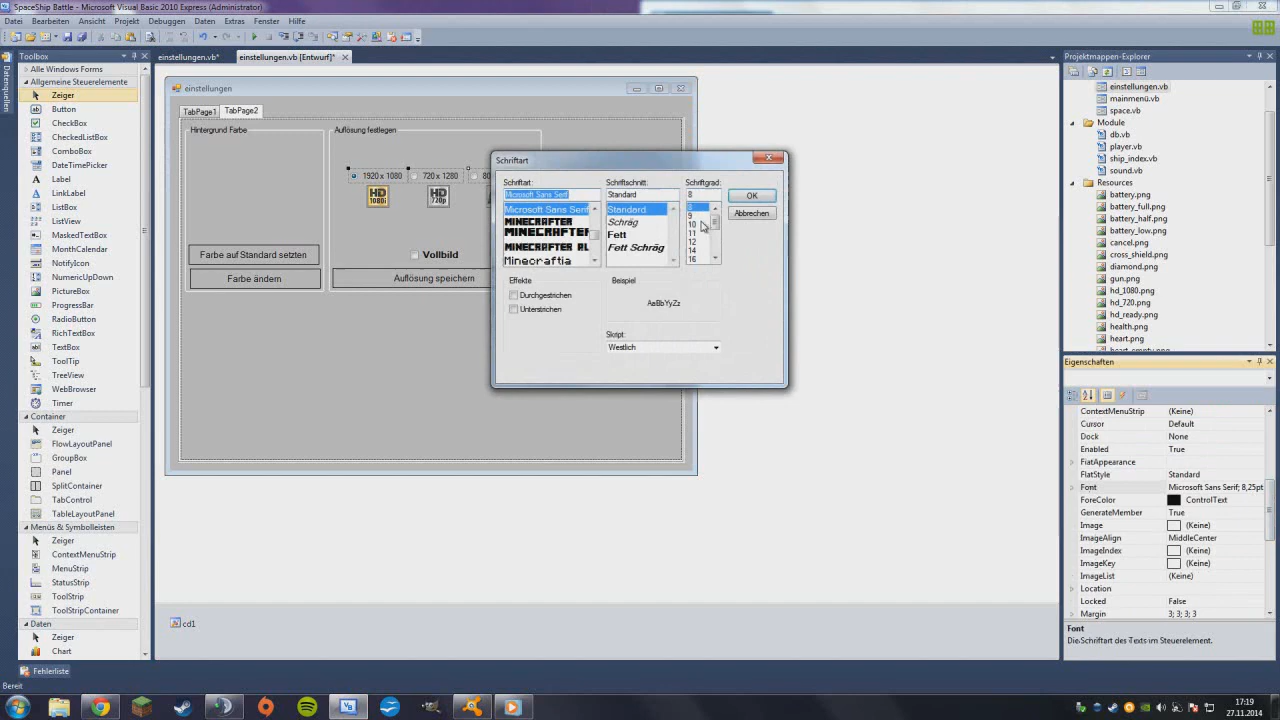 SpaceShip Battle - Microsoft Visual Basic 2010 Express (Administrator)
Datei Bearbeiten Ansicht Projekt Debuggen Daten Extras Fenster Hilfe
Datenquellen
Toolbox
Alle Windows Forms
Allgemeine Steuerelemente
Zeiger
Button
CheckBox
CheckedListBox
ComboBox
DateTimePicker
Label
LinkLabel
ListBox
ListView
MaskedTextBox
MonthCalendar
NotifyIcon
NumericUpDown
PictureBox
ProgressBar
RadioButton
RichTextBox
TextBox
ToolTip
TreeView
WebBrowser
Timer
Container
Zeiger
FlowLayoutPanel
GroupBox
Panel
SplitContainer
TabControl
TableLayoutPanel
Menüs & Symbolleisten
Zeiger
ContextMenuStrip
MenuStrip
StatusStrip
ToolStrip
ToolStripContainer
Daten
Zeiger
Chart
Fehlerliste
Bereit
einstellungen.vb* einstellungen.vb [Entwurf]*
einstellungen
TabPage1 TabPage2
Hintergrund Farbe
Auflösung festlegen
1920 x 1080 720 x 1280 80
HD 1080i
HD 720p
Farbe auf Standard setzten
Farbe ändern
Vollbild
Auflösung speichern
cd1
Schriftart
Schriftart: Schriftschnitt: Schriftgrad:
Microsoft Sans Serif Standard 8
Microsoft Sans Serif
MINECRAFTER
MINECRAFTER
MINECRAFTER AL
Minecraftia
Standard
Schräg
Fett
Fett Schräg
8
9
10
11
12
14
16
OK
Abbrechen
Effekte
Durchgestrichen
Unterstrichen
Beispiel
AaBbYyZz
Skript:
Westlich
Projektmappen-Explorer
einstellungen.vb
mainmenü.vb
space.vb
Module
db.vb
player.vb
ship_index.vb
sound.vb
Resources
battery.png
battery_full.png
battery_half.png
battery_low.png
cancel.png
cross_shield.png
diamond.png
gun.png
hd_1080.png
hd_720.png
hd_ready.png
health.png
heart.png
heart_empty.png
Eigenschaften
ContextMenuStrip (Keine)
Cursor Default
Dock None
Enabled True
FlatAppearance
FlatStyle Standard
Font Microsoft Sans Serif; 8,25pt
ForeColor ControlText
GenerateMember True
Image (Keine)
ImageAlign MiddleCenter
ImageIndex (Keine)
ImageKey (Keine)
ImageList (Keine)
Location
Locked False
Margin 3; 3; 3; 3
Font
Die Schriftart des Texts im Steuerelement.
17:19
27.11.2014